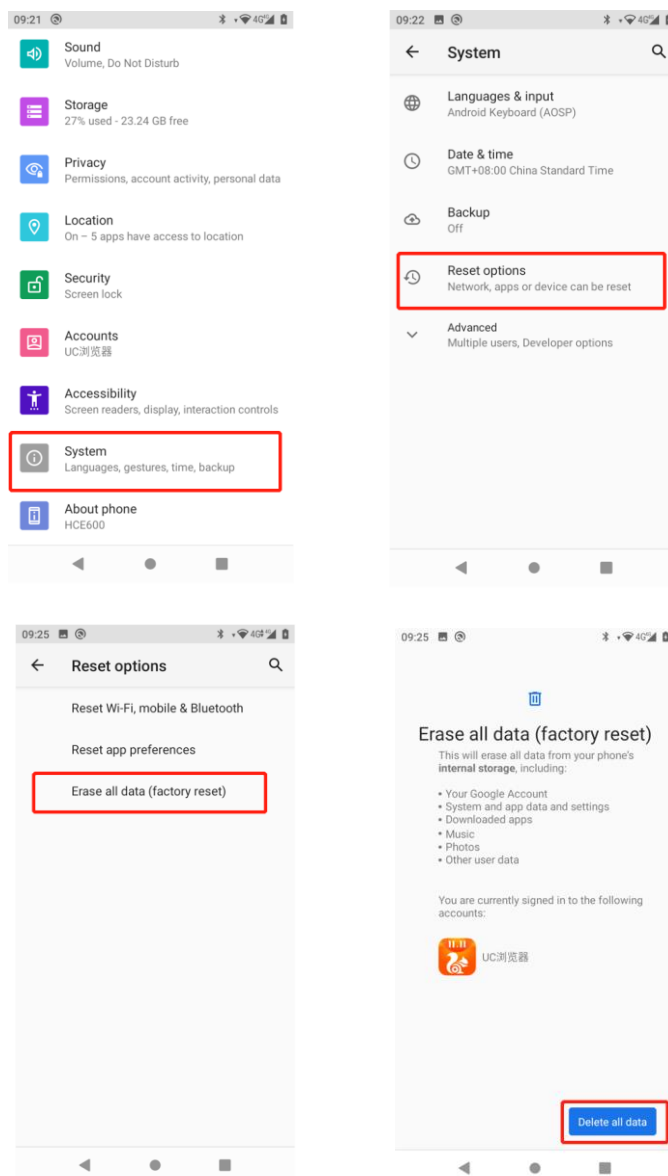 09:21
4G
Sound
Volume, Do Not Disturb
Storage
27% used - 23.24 GB free
Privacy
Permissions, account activity, personal data
Location
On – 5 apps have access to location
Security
Screen lock
Accounts
UC浏览器
Accessibility
Screen readers, display, interaction controls
System
Languages, gestures, time, backup
About phone
HCE600
09:22
4G
System
Languages & input
Android Keyboard (AOSP)
Date & time
GMT+08:00 China Standard Time
Backup
Off
Reset options
Network, apps or device can be reset
Advanced
Multiple users, Developer options
09:25
4G
Reset options
Reset Wi-Fi, mobile & Bluetooth
Reset app preferences
Erase all data (factory reset)
09:25
4G
Erase all data (factory reset)
This will erase all data from your phone's
internal storage, including:
• Your Google Account
• System and app data and settings
• Downloaded apps
• Music
• Photos
• Other user data
You are currently signed in to the following
accounts:
11.11
UC浏览器
Delete all data